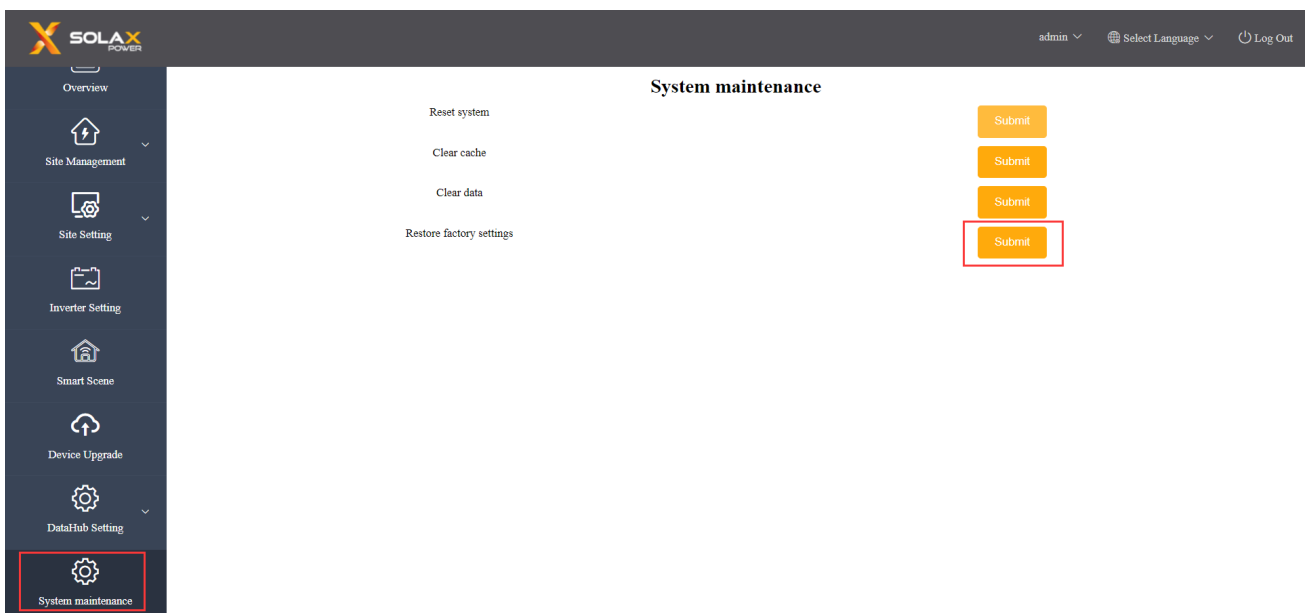 SOLAX
POWER
admin
Select Language
Log Out
Overview
Site Management
Site Setting
Inverter Setting
Smart Scene
Device Upgrade
DataHub Setting
System maintenance
System maintenance
Reset system
Submit
Clear cache
Submit
Clear data
Submit
Restore factory settings
Submit